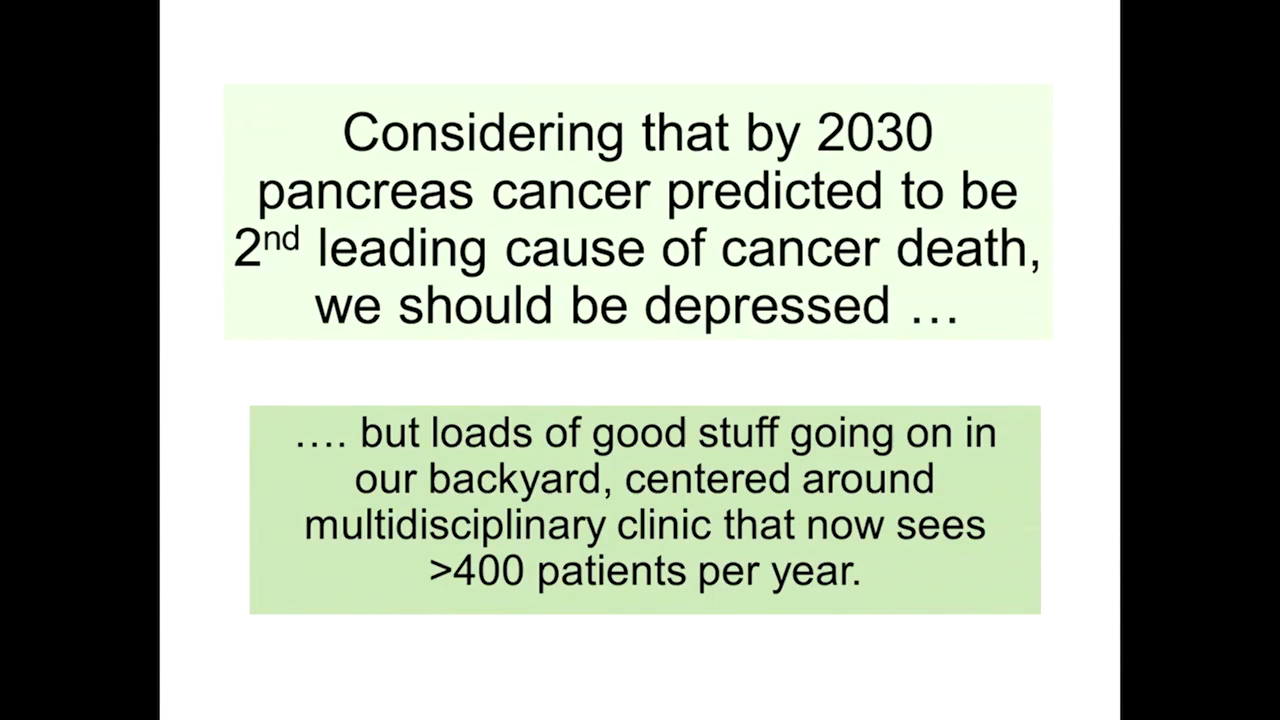 Considering that by 2030
pancreas cancer predicted to be
2nd leading cause of cancer death,
we should be depressed …
…. but loads of good stuff going on in
our backyard, centered around
multidisciplinary clinic that now sees
>400 patients per year.